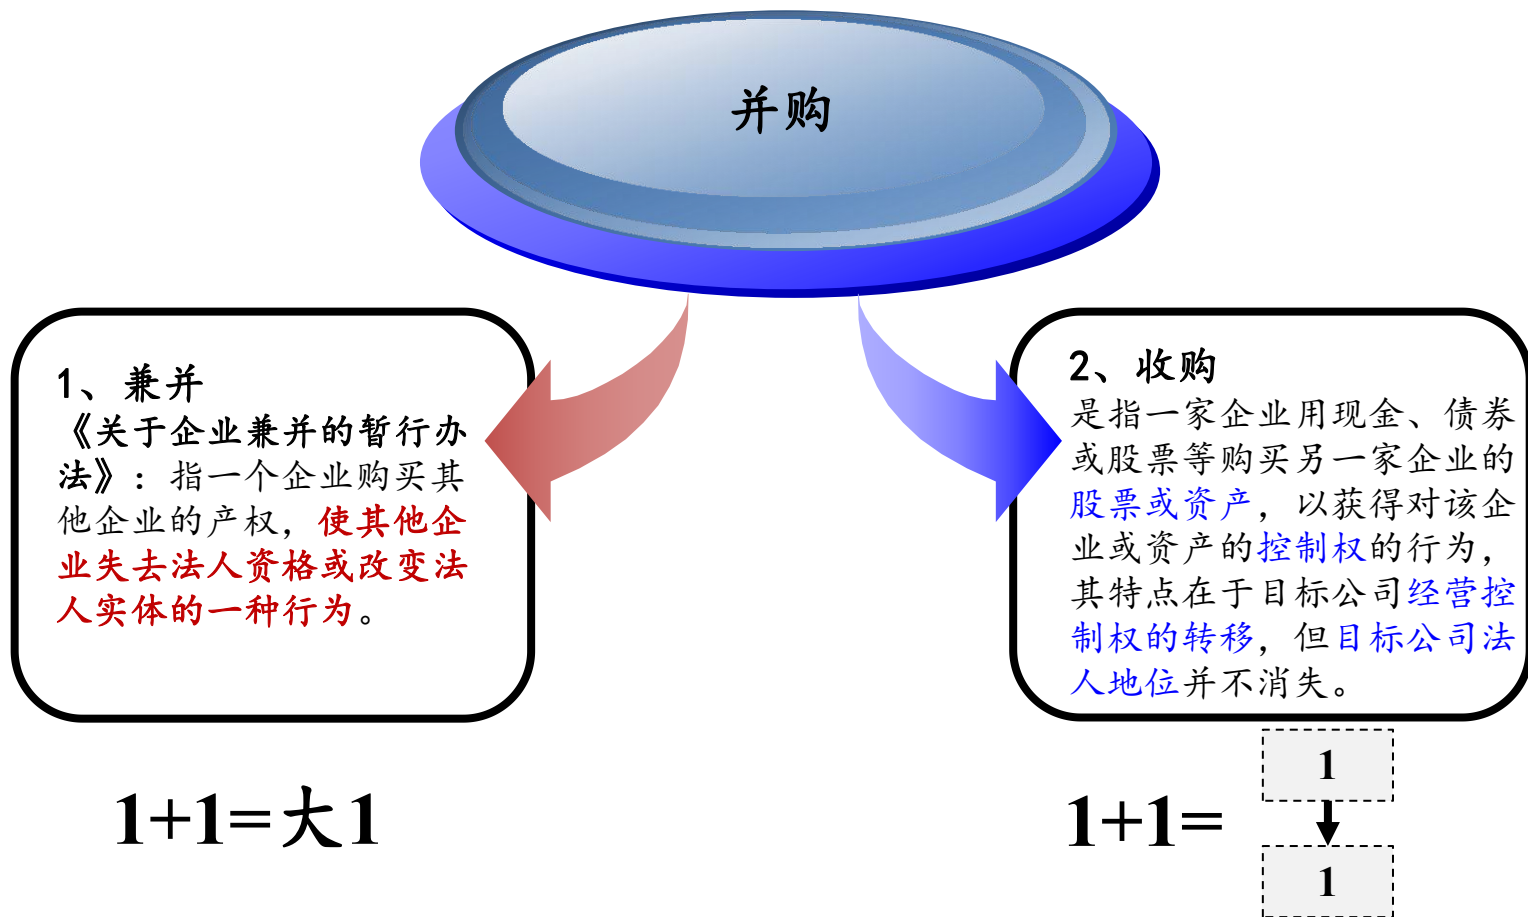 并购
1、兼并
《关于企业兼并的暂行办
法》：指一个企业购买其
他企业的产权，使其他企
业失去法人资格或改变法
人实体的一种行为。
2、收购
是指一家企业用现金、债券
或股票等购买另一家企业的
股票或资产，以获得对该企
业或资产的控制权的行为，
其特点在于目标公司经营控
制权的转移，但目标公司法
人地位并不消失。
1+1=大1
1+1=
1
1